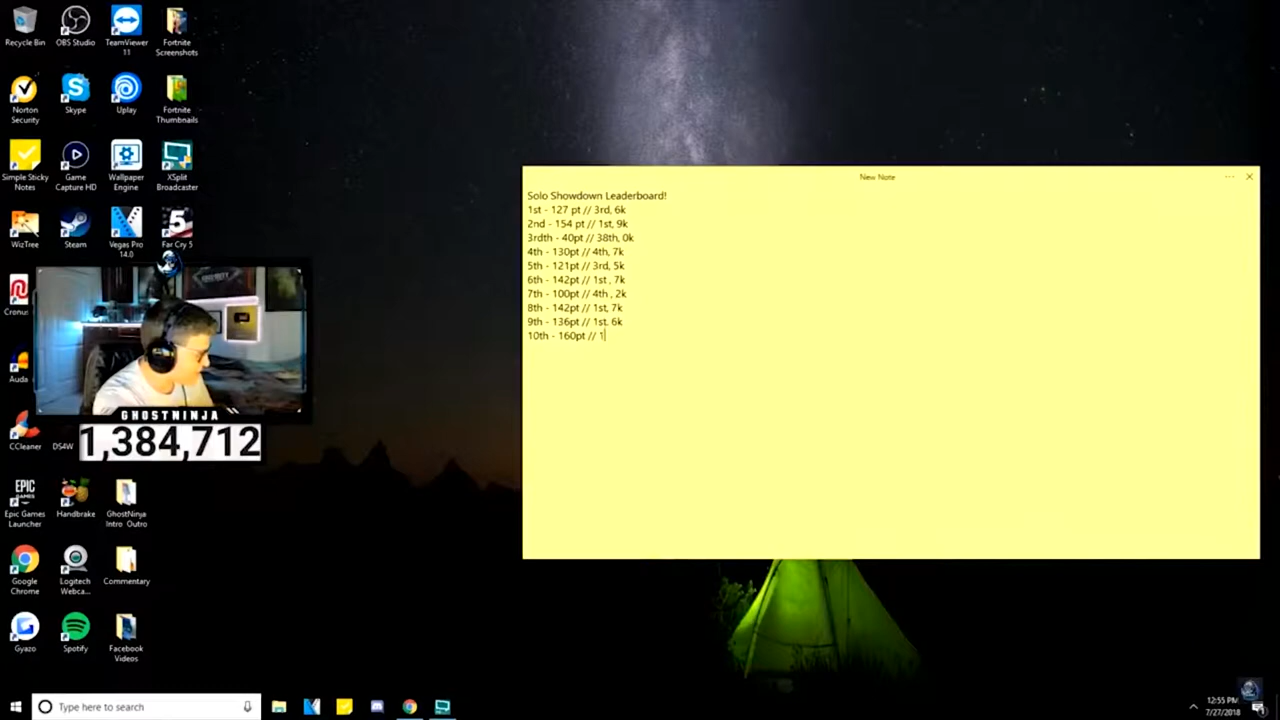 Recycle Bin
OBS Studio
TeamViewer 11
Fortnite Screenshots
Norton Security
Skype
Uplay
Fortnite Thumbnails
Simple Sticky Notes
Game Capture HD
Wallpaper Engine
XSplit Broadcaster
WizTree
Steam
Vegas Pro 14.0
Far Cry 5
Cronus
Auda
CCleaner
DS4W
GHOSTNINJA
1,384,712
EPIC GAMES
Epic Games Launcher
Handbrake
GhostNinja Intro Outro
Google Chrome
Logitech Webca...
Commentary
Gyazo
Spotify
Facebook Videos
New Note
Solo Showdown Leaderboard!
1st - 127 pt // 3rd, 6k
2nd - 154 pt // 1st, 9k
3rdth - 40pt // 38th, 0k
4th - 130pt // 4th, 7k
5th - 121pt // 3rd, 5k
6th - 142pt // 1st , 7k
7th - 100pt // 4th , 2k
8th - 142pt // 1st, 7k
9th - 136pt // 1st, 6k
10th - 160pt // 1
Type here to search
12:55 PM
7/27/2018